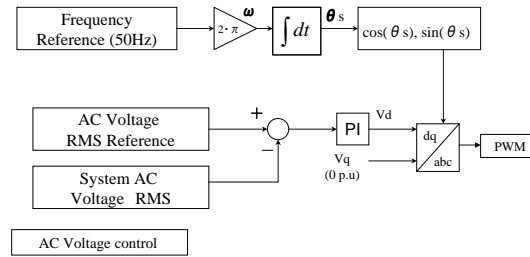 Frequency
Reference (50Hz)
2·π
ω
∫dt
θs
cos(θs), sin(θs)
AC Voltage
RMS Reference
+
−
PI
Vd
Vq
(0 p.u)
dq
abc
PWM
System AC
Voltage RMS
AC Voltage control